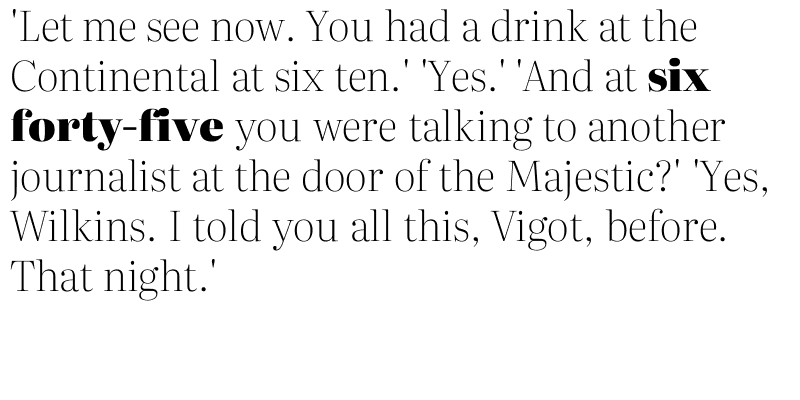 'Let me see now. You had a drink at the
Continental at six ten.' 'Yes.' 'And at six
forty-five you were talking to another
journalist at the door of the Majestic?' 'Yes,
Wilkins. I told you all this, Vigot, before.
That night.'